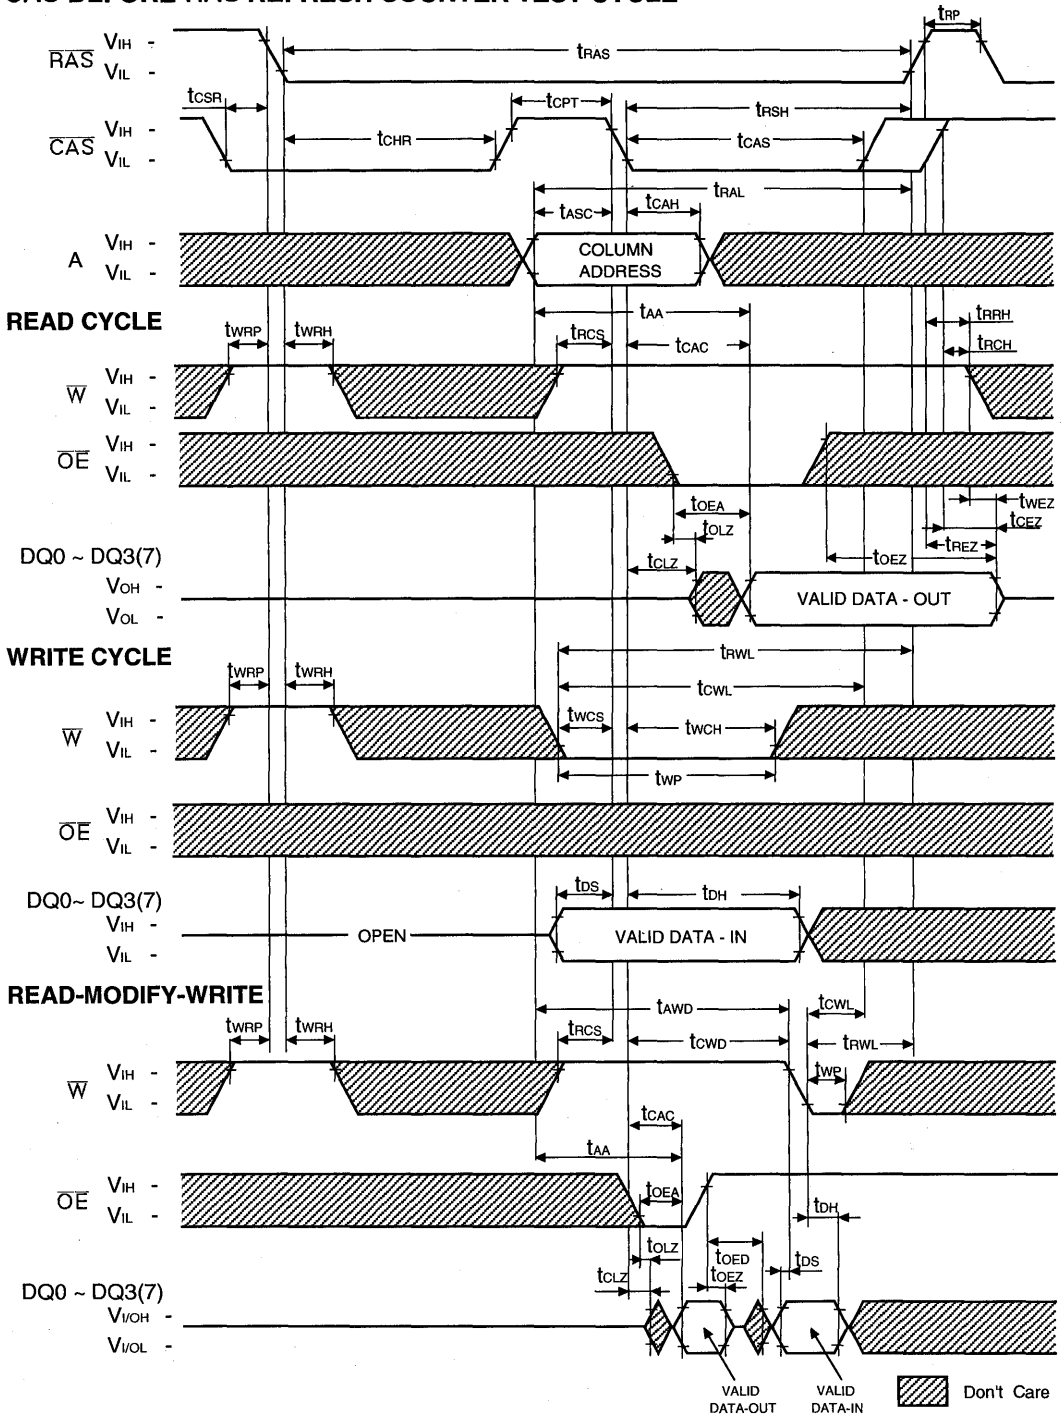 CAS-BEFORE-RAS REFRESH COUNTER TEST CYCLE
tRP
RAS
VIH -
VIL -
tRAS
tCSR
tCPT
tRSH
CAS
VIH -
VIL -
tCHR
tCAS
tRAL
tASC
tCAH
A
VIH -
VIL -
COLUMN
ADDRESS
READ CYCLE
tAA
tRRH
tWRP
tWRH
tRCS
tCAC
tRCH
W
VIH -
VIL -
OE
VIH -
VIL -
tOEA
tWEZ
tOLZ
tCEZ
tREZ
tCLZ
tOEZ
DQ0 ~ DQ3(7)
VOH -
VOL -
VALID DATA - OUT
WRITE CYCLE
tRWL
tWRP
tWRH
tCWL
W
VIH -
VIL -
tWCS
tWCH
tWP
OE
VIH -
VIL -
tDS
tDH
DQ0~ DQ3(7)
VIH -
VIL -
OPEN
VALID DATA - IN
READ-MODIFY-WRITE
tAWD
tCWL
tWRP
tWRH
tRCS
tCWD
tRWL
W
VIH -
VIL -
tWP
tCAC
tAA
OE
VIH -
VIL -
tOEA
tDH
tOLZ
tOED
tDS
tCLZ
tOEZ
DQ0 ~ DQ3(7)
VI/OH -
VI/OL -
VALID
DATA-OUT
VALID
DATA-IN
Don't Care